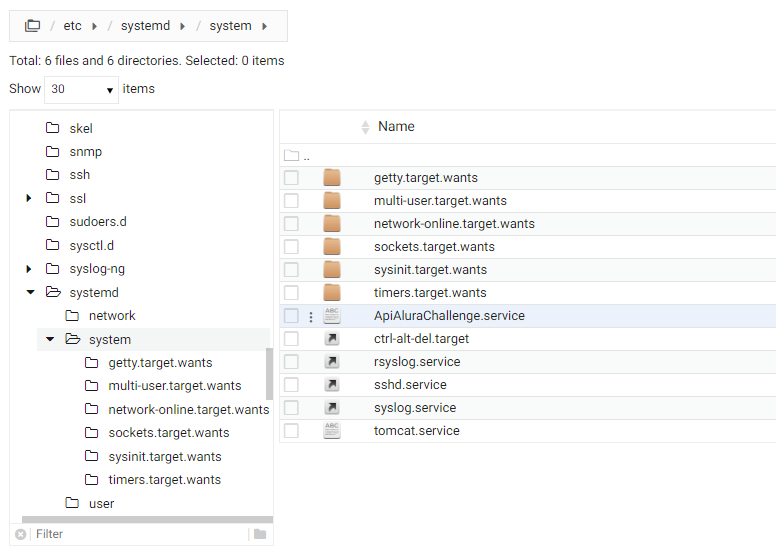 etc / systemd / system
Total: 6 files and 6 directories. Selected: 0 items
Show 30 items
skel
snmp
ssh
ssl
sudoers.d
sysctl.d
syslog-ng
systemd
network
system
getty.target.wants
multi-user.target.wants
network-online.target.wants
sockets.target.wants
sysinit.target.wants
timers.target.wants
user
Filter
Name
..
getty.target.wants
multi-user.target.wants
network-online.target.wants
sockets.target.wants
sysinit.target.wants
timers.target.wants
ABC ApiAluraChallenge.service
ctrl-alt-del.target
rsyslog.service
sshd.service
syslog.service
ABC tomcat.service